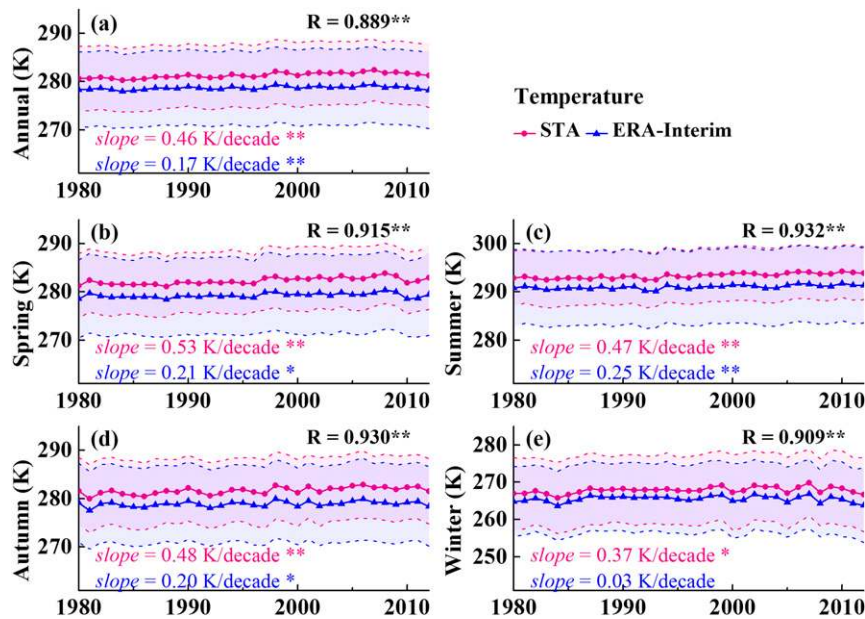 (a) R = 0.889**
Annual (K)
290
280
270
slope = 0.46 K/decade **
slope = 0.17 K/decade **
1980 1990 2000 2010
Temperature
STA ERA-Interim
(b) R = 0.915**
Spring (K)
290
280
270
slope = 0.53 K/decade **
slope = 0.21 K/decade *
1980 1990 2000 2010
(c) R = 0.932**
Summer (K)
300
290
280
slope = 0.47 K/decade **
slope = 0.25 K/decade **
1980 1990 2000 2010
(d) R = 0.930**
Autumn (K)
290
280
270
slope = 0.48 K/decade **
slope = 0.20 K/decade *
1980 1990 2000 2010
(e) R = 0.909**
Winter (K)
280
270
260
250
slope = 0.37 K/decade *
slope = 0.03 K/decade
1980 1990 2000 2010